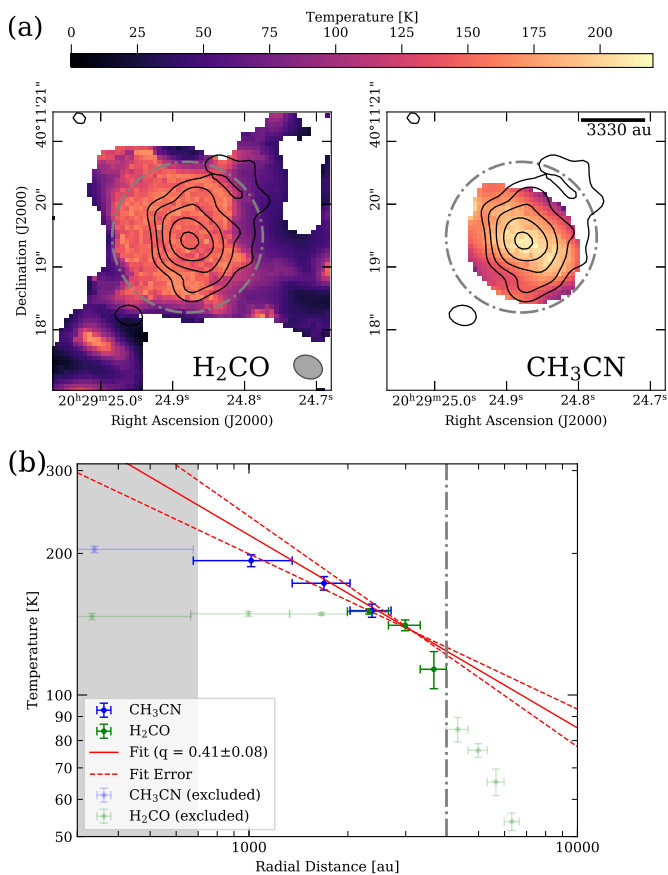 (a)
Temperature [K]
0 25 50 75 100 125 150 175 200
Declination (J2000)
40°11'21"
20"
19"
18"
H₂CO
20ʰ29ᵐ25.0ˢ 24.9ˢ 24.8ˢ 24.7ˢ
Right Ascension (J2000)
40°11'21"
20"
19"
18"
3330 au
CH₃CN
20ʰ29ᵐ25.0ˢ 24.9ˢ 24.8ˢ 24.7ˢ
Right Ascension (J2000)
(b)
Temperature [K]
300
200
100
90
80
70
60
50
CH₃CN
H₂CO
Fit (q = 0.41±0.08)
Fit Error
CH₃CN (excluded)
H₂CO (excluded)
1000 10000
Radial Distance [au]